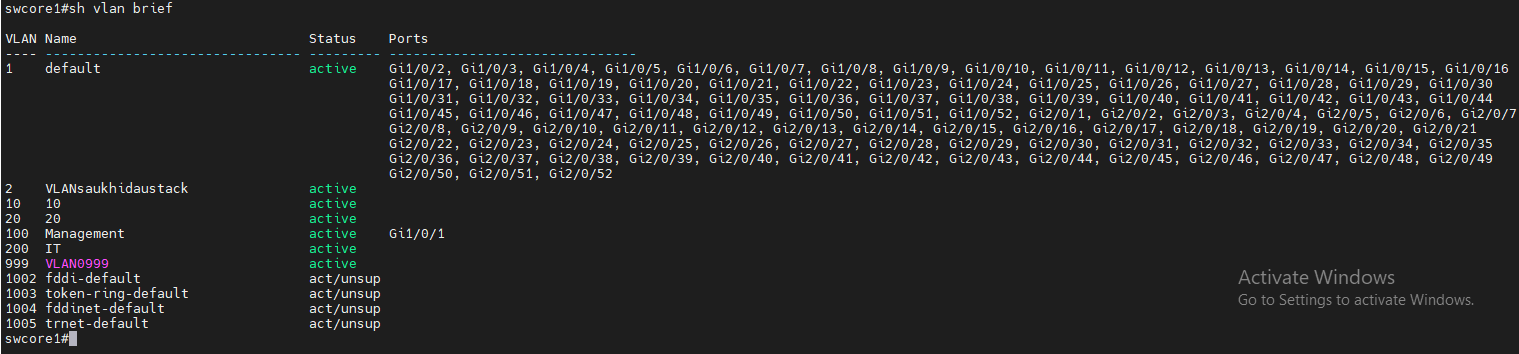 swcore1#sh vlan brief
VLAN Name Status Ports
---- -------------------------------- --------- -------------------------------
1 default active Gi1/0/2, Gi1/0/3, Gi1/0/4, Gi1/0/5, Gi1/0/6, Gi1/0/7, Gi1/0/8, Gi1/0/9, Gi1/0/10, Gi1/0/11, Gi1/0/12, Gi1/0/13, Gi1/0/14, Gi1/0/15, Gi1/0/16
Gi1/0/17, Gi1/0/18, Gi1/0/19, Gi1/0/20, Gi1/0/21, Gi1/0/22, Gi1/0/23, Gi1/0/24, Gi1/0/25, Gi1/0/26, Gi1/0/27, Gi1/0/28, Gi1/0/29, Gi1/0/30
Gi1/0/31, Gi1/0/32, Gi1/0/33, Gi1/0/34, Gi1/0/35, Gi1/0/36, Gi1/0/37, Gi1/0/38, Gi1/0/39, Gi1/0/40, Gi1/0/41, Gi1/0/42, Gi1/0/43, Gi1/0/44
Gi1/0/45, Gi1/0/46, Gi1/0/47, Gi1/0/48, Gi1/0/49, Gi1/0/50, Gi1/0/51, Gi1/0/52, Gi2/0/1, Gi2/0/2, Gi2/0/3, Gi2/0/4, Gi2/0/5, Gi2/0/6, Gi2/0/7
Gi2/0/8, Gi2/0/9, Gi2/0/10, Gi2/0/11, Gi2/0/12, Gi2/0/13, Gi2/0/14, Gi2/0/15, Gi2/0/16, Gi2/0/17, Gi2/0/18, Gi2/0/19, Gi2/0/20, Gi2/0/21
Gi2/0/22, Gi2/0/23, Gi2/0/24, Gi2/0/25, Gi2/0/26, Gi2/0/27, Gi2/0/28, Gi2/0/29, Gi2/0/30, Gi2/0/31, Gi2/0/32, Gi2/0/33, Gi2/0/34, Gi2/0/35
Gi2/0/36, Gi2/0/37, Gi2/0/38, Gi2/0/39, Gi2/0/40, Gi2/0/41, Gi2/0/42, Gi2/0/43, Gi2/0/44, Gi2/0/45, Gi2/0/46, Gi2/0/47, Gi2/0/48, Gi2/0/49
Gi2/0/50, Gi2/0/51, Gi2/0/52
2 VLANsaukhidaustack active
10 10 active
20 20 active
100 Management active Gi1/0/1
200 IT active
999 VLAN0999 active
1002 fddi-default act/unsup
1003 token-ring-default act/unsup
1004 fddinet-default act/unsup
1005 trnet-default act/unsup
swcore1#
Activate Windows
Go to Settings to activate Windows.